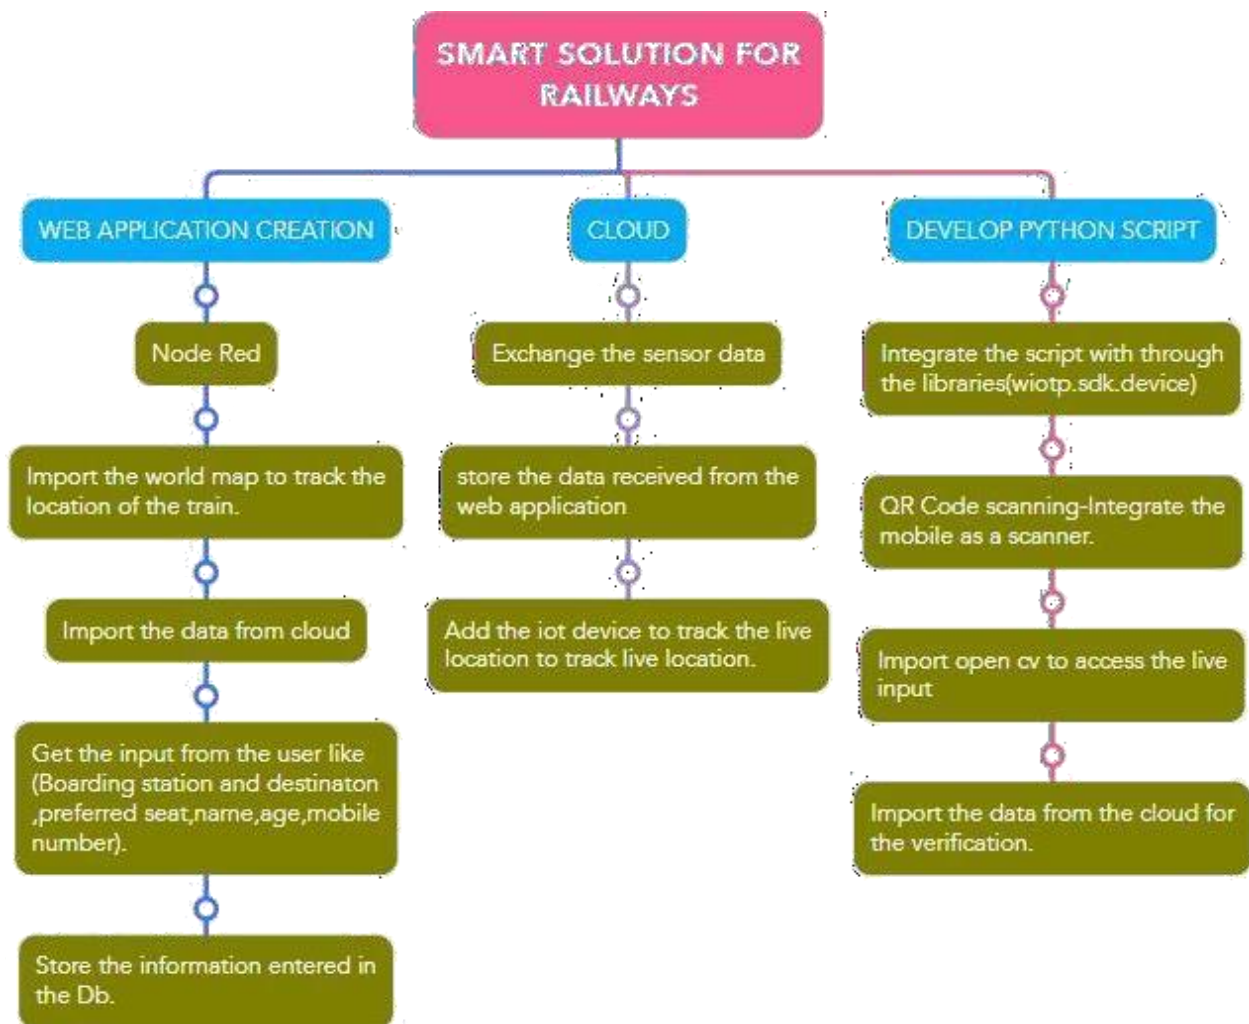 SMART SOLUTION FOR
RAILWAYS
WEB APPLICATION CREATION
Node Red
Import the world map to track the
location of the train.
Import the data from cloud
Get the input from the user like
(Boarding station and destinaton
,preferred seat,name,age,mobile
number).
Store the information entered in
the Db.
CLOUD
Exchange the sensor data
store the data received from the
web application
Add the iot device to track the live
location to track live location.
DEVELOP PYTHON SCRIPT
Integrate the script with through
the libraries(wiotp.sdk.device)
QR Code scanning-Integrate the
mobile as a scanner.
Import open cv to access the live
input
Import the data from the cloud for
the verification.